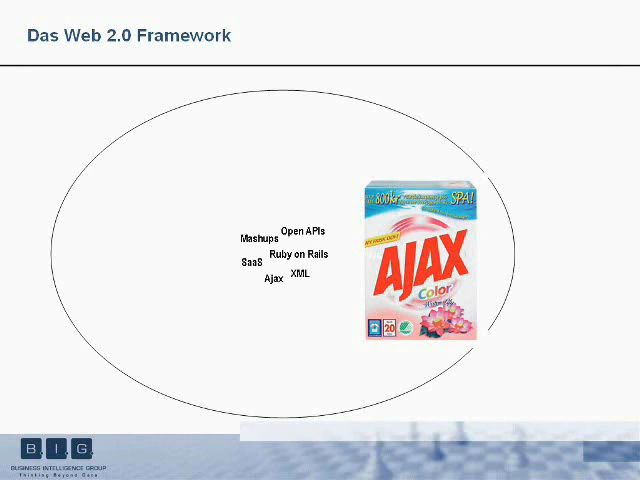 Das Web 2.0 Framework
800kr
SPA!
Open APIs
Mashups
Ruby on Rails
SaaS
XML
Ajax
AJAX
Color
20
B. I. G.
BUSINESS INTELLIGENCE GROUP
Thinking Beyond Data.